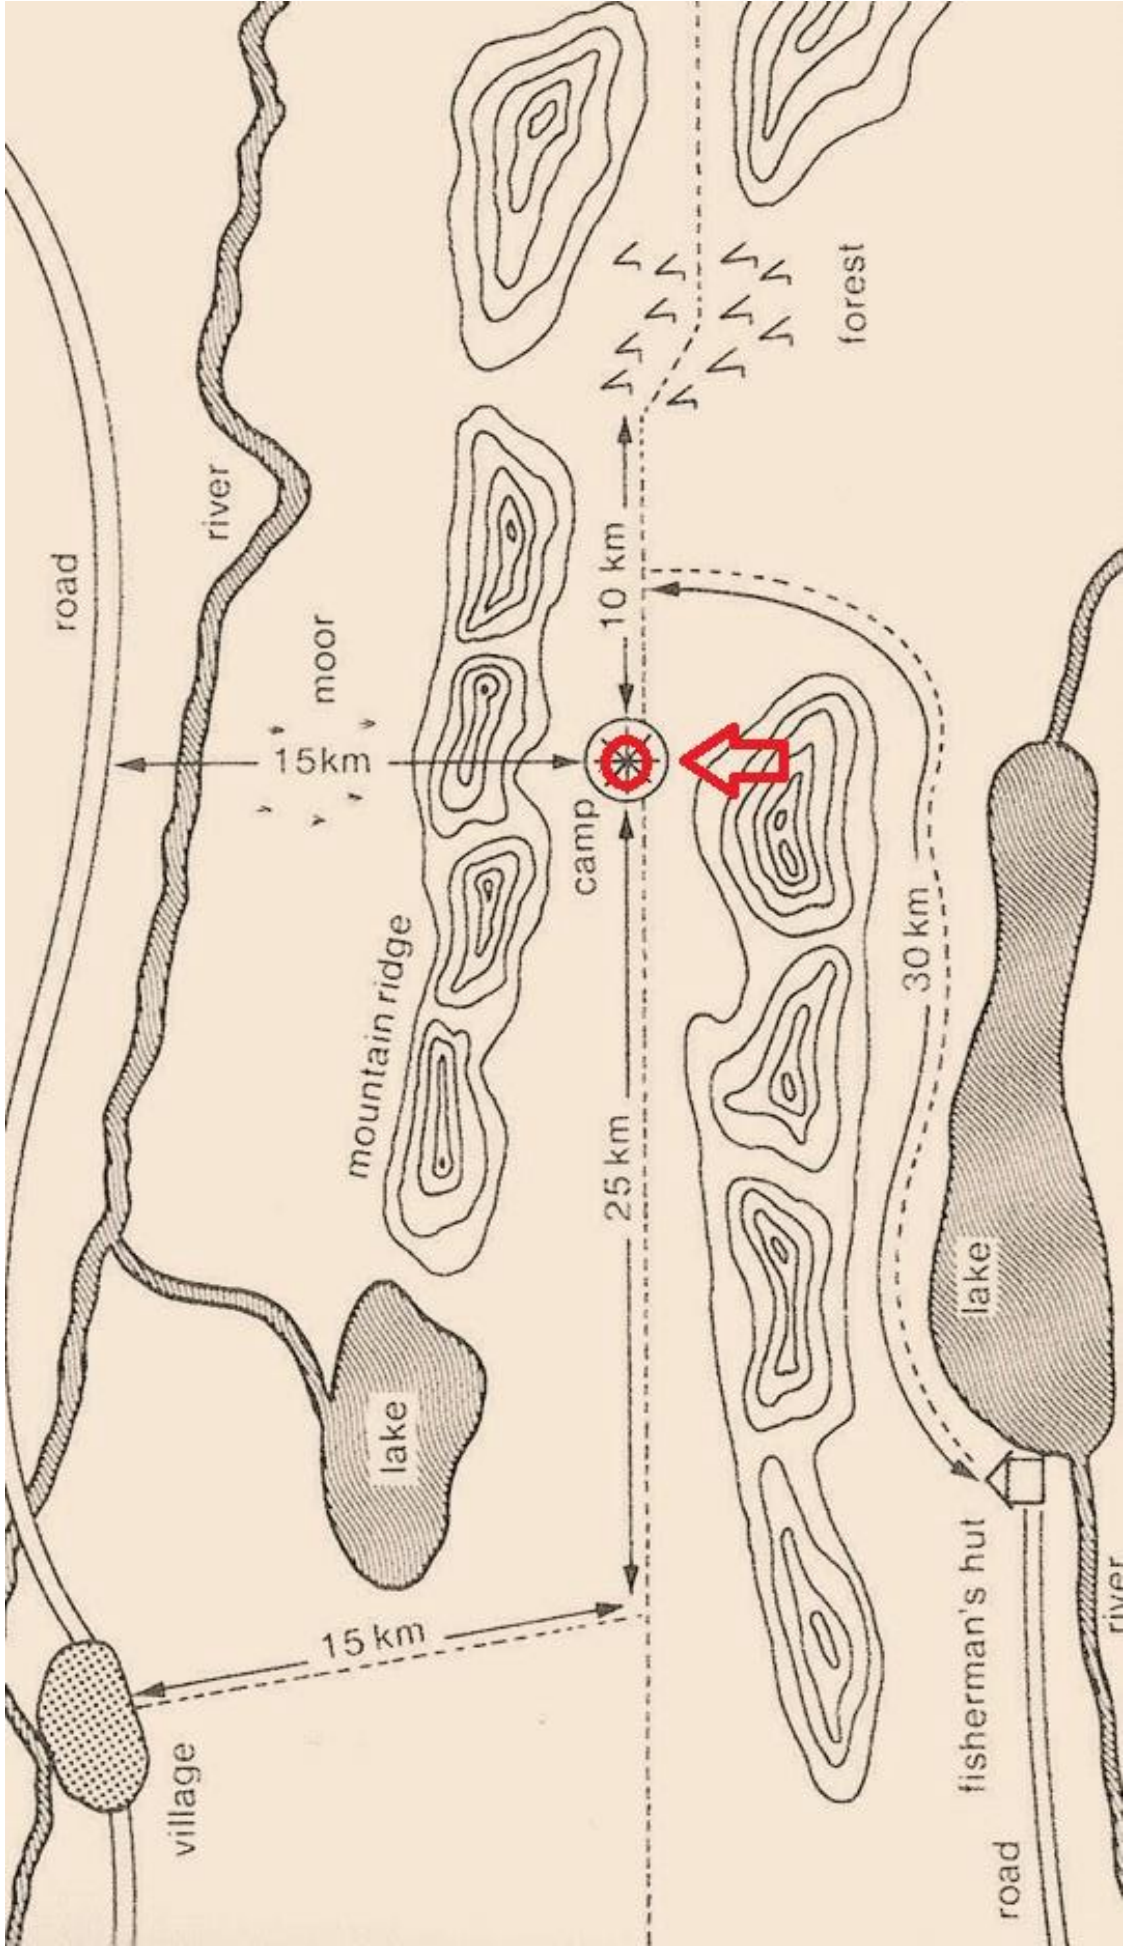 forest
river
road
moor
10 km
15km
camp
mountain ridge
30 km
25 km
lake
lake
15 km
fisherman's hut
river
village
road